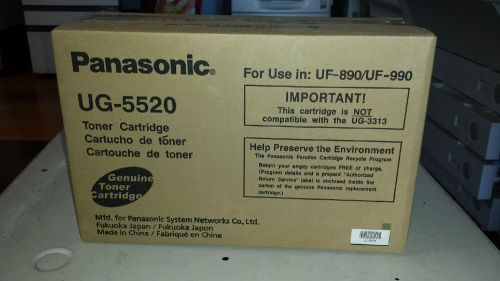 Panasonic®
UG-5520
Toner Cartridge
Cartucho de tóner
Cartouche de toner
Genuine
Toner
Cartridge
Mfd. for Panasonic System Networks Co., Ltd.
Fukuoka Japan / Fukuoka Japon
Made in China / Fabriqué en Chine
For Use in: UF-890/UF-990
IMPORTANT!
This cartridge is NOT
compatible with the UG-3313
Help Preserve the Environment
The Panasonic Panafax Cartridge Recycle Program
Return your empty cartridges FREE of charge.
(Program details and a prepaid "Authorized
Return Service" label is enclosed inside the
carton of the genuine Panasonic replacement
cartridge.)